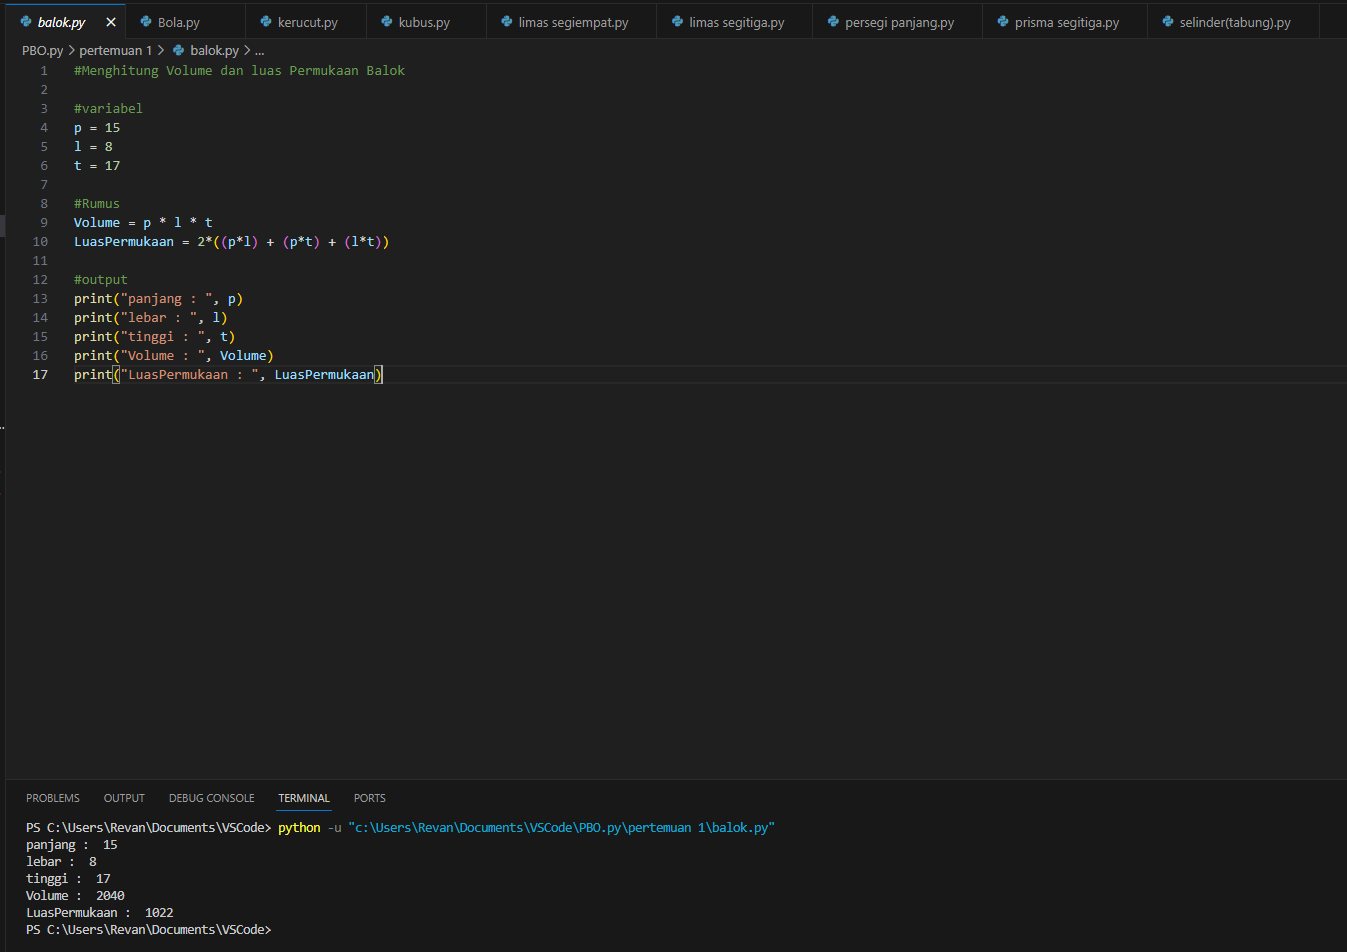 balok.py Bola.py kerucut.py kubus.py limas segiempat.py limas segitiga.py persegi panjang.py prisma segitiga.py selinder(tabung).py
PBO.py > pertemuan 1 > balok.py > ...
1 #Menghitung Volume dan luas Permukaan Balok
2
3 #variabel
4 p = 15
5 l = 8
6 t = 17
7
8 #Rumus
9 Volume = p * l * t
10 LuasPermukaan = 2*((p*l) + (p*t) + (l*t))
11
12 #output
13 print("panjang : ", p)
14 print("lebar : ", l)
15 print("tinggi : ", t)
16 print("Volume : ", Volume)
17 print("LuasPermukaan : ", LuasPermukaan)
PROBLEMS OUTPUT DEBUG CONSOLE TERMINAL PORTS
PS C:\Users\Revan\Documents\VSCode> python -u "c:\Users\Revan\Documents\VSCode\PBO.py\pertemuan 1\balok.py"
panjang :  15
lebar :  8
tinggi :  17
Volume :  2040
LuasPermukaan :  1022
PS C:\Users\Revan\Documents\VSCode>